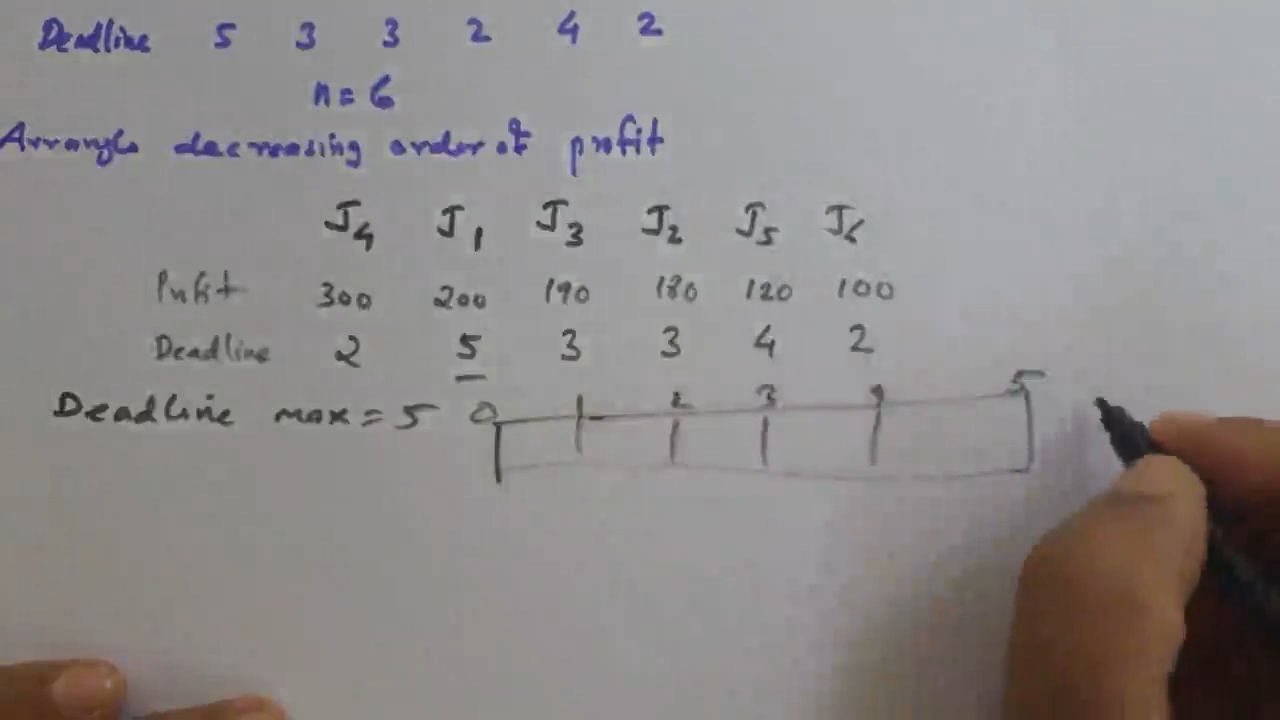 Deadline 5 3 3 2 4 2
n = 6
Arrange decreasing order of profit
J4 J1 J3 J2 J5 J6
Profit 300 200 190 180 120 100
Deadline 2 5 3 3 4 2
Deadline max = 5 0 1 2 3 4 5